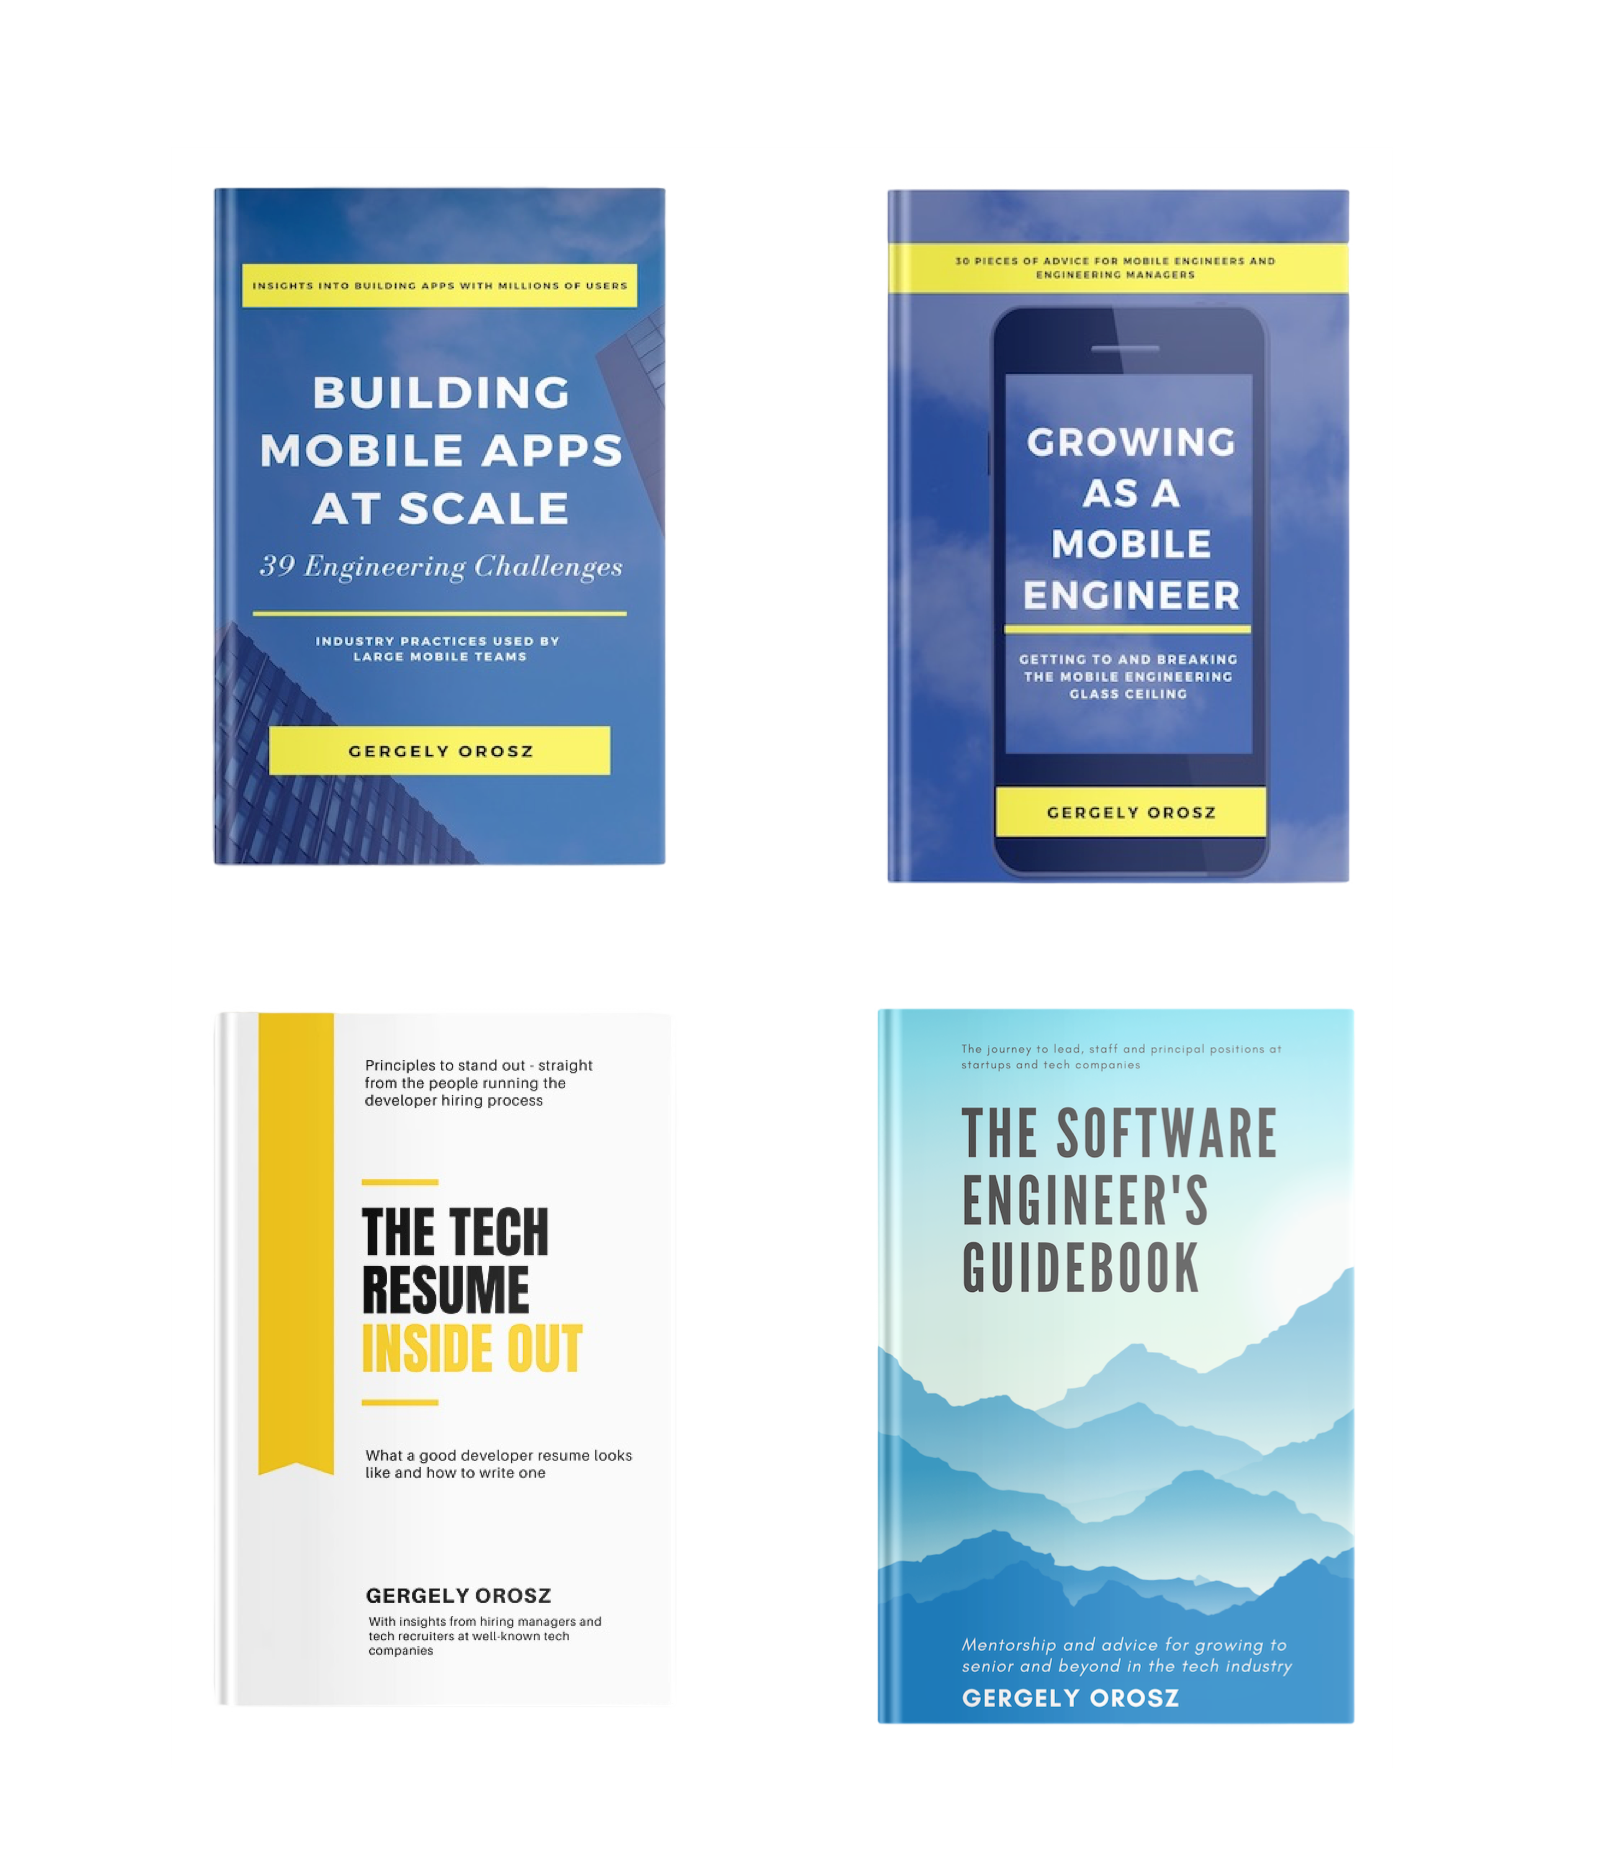 INSIGHTS INTO BUILDING APPS WITH MILLIONS OF USERS
BUILDING
MOBILE APPS
AT SCALE
39 Engineering Challenges
INDUSTRY PRACTICES USED BY
LARGE MOBILE TEAMS
GERGELY OROSZ
30 PIECES OF ADVICE FOR MOBILE ENGINEERS AND
ENGINEERING MANAGERS
GROWING
AS A
MOBILE
ENGINEER
GETTING TO AND BREAKING
THE MOBILE ENGINEERING
GLASS CEILING
GERGELY OROSZ
Principles to stand out - straight
from the people running the
developer hiring process
THE TECH
RESUME
INSIDE OUT
What a good developer resume looks
like and how to write one
GERGELY OROSZ
With insights from hiring managers and
tech recruiters at well-known tech
companies
The journey to lead, staff and principal positions at
startups and tech companies
THE SOFTWARE
ENGINEER'S
GUIDEBOOK
Mentorship and advice for growing to
senior and beyond in the tech industry
GERGELY OROSZ